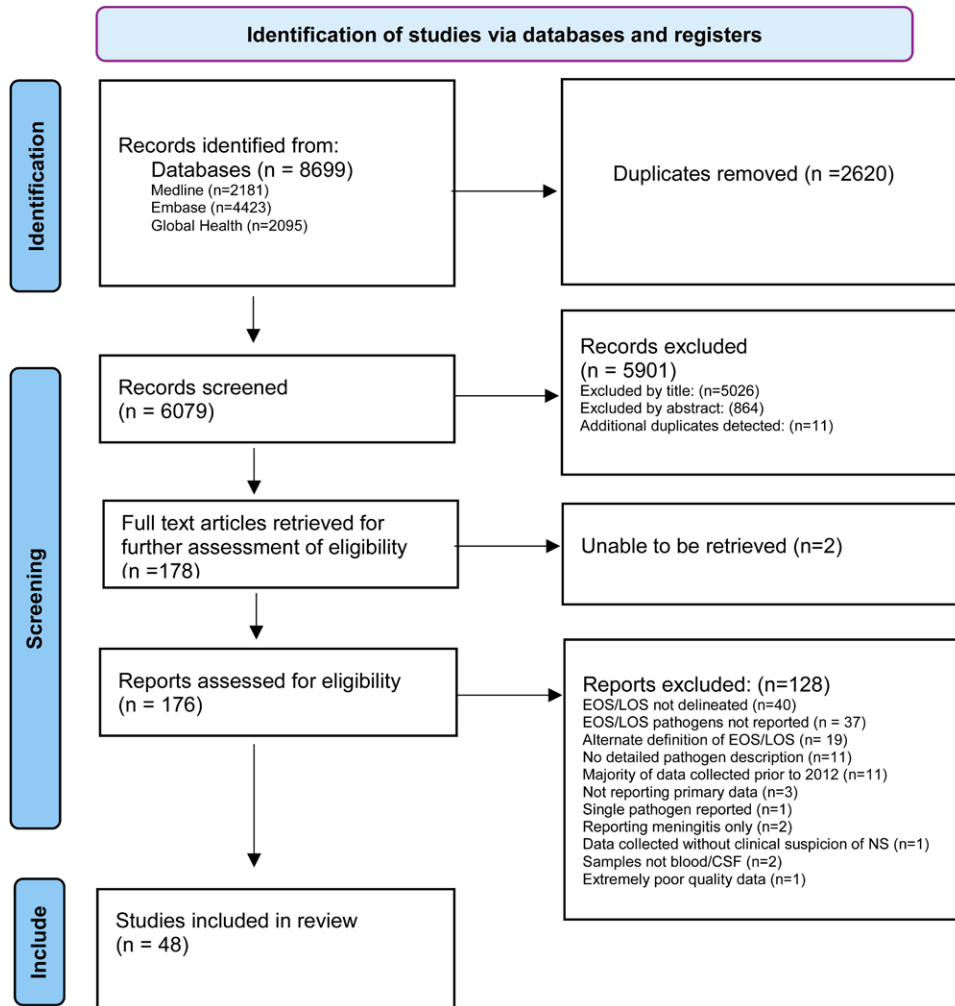 Identification of studies via databases and registers
Identification
Records identified from:
Databases (n = 8699)
Medline (n=2181)
Embase (n=4423)
Global Health (n=2095)
Duplicates removed (n =2620)
Screening
Records screened
(n = 6079)
Records excluded
(n = 5901)
Excluded by title: (n=5026)
Excluded by abstract: (864)
Additional duplicates detected: (n=11)
Full text articles retrieved for
further assessment of eligibility
(n =178)
Unable to be retrieved (n=2)
Reports assessed for eligibility
(n = 176)
Reports excluded: (n=128)
EOS/LOS not delineated (n=40)
EOS/LOS pathogens not reported (n = 37)
Alternate definition of EOS/LOS (n= 19)
No detailed pathogen description (n=11)
Majority of data collected prior to 2012 (n=11)
Not reporting primary data (n=3)
Single pathogen reported (n=1)
Reporting meningitis only (n=2)
Data collected without clinical suspicion of NS (n=1)
Samples not blood/CSF (n=2)
Extremely poor quality data (n=1)
Include
Studies included in review
(n = 48)